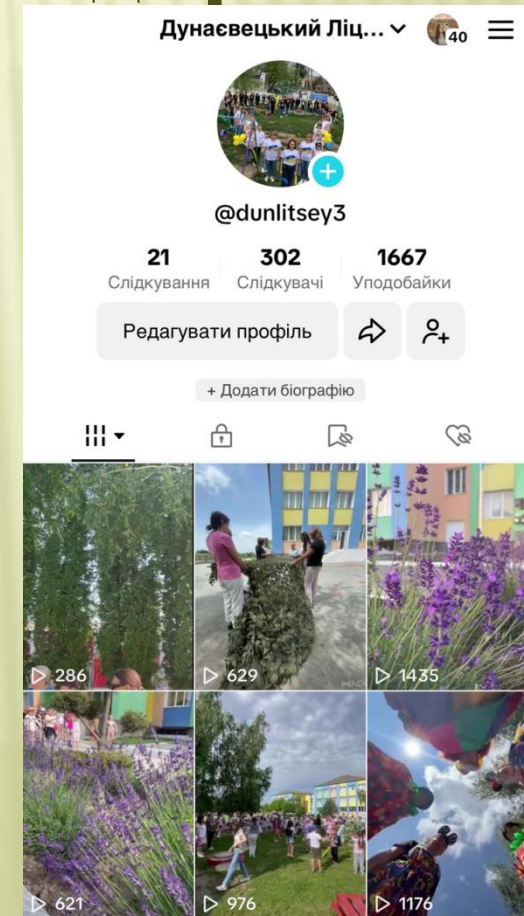 Дунаєвецький Ліц...
40
@dunlitsey3
21 302 1667
Слідкування Слідкувачі Уподобайки
Редагувати профіль
+ Додати біографію
286 629 1435
621 976 1176